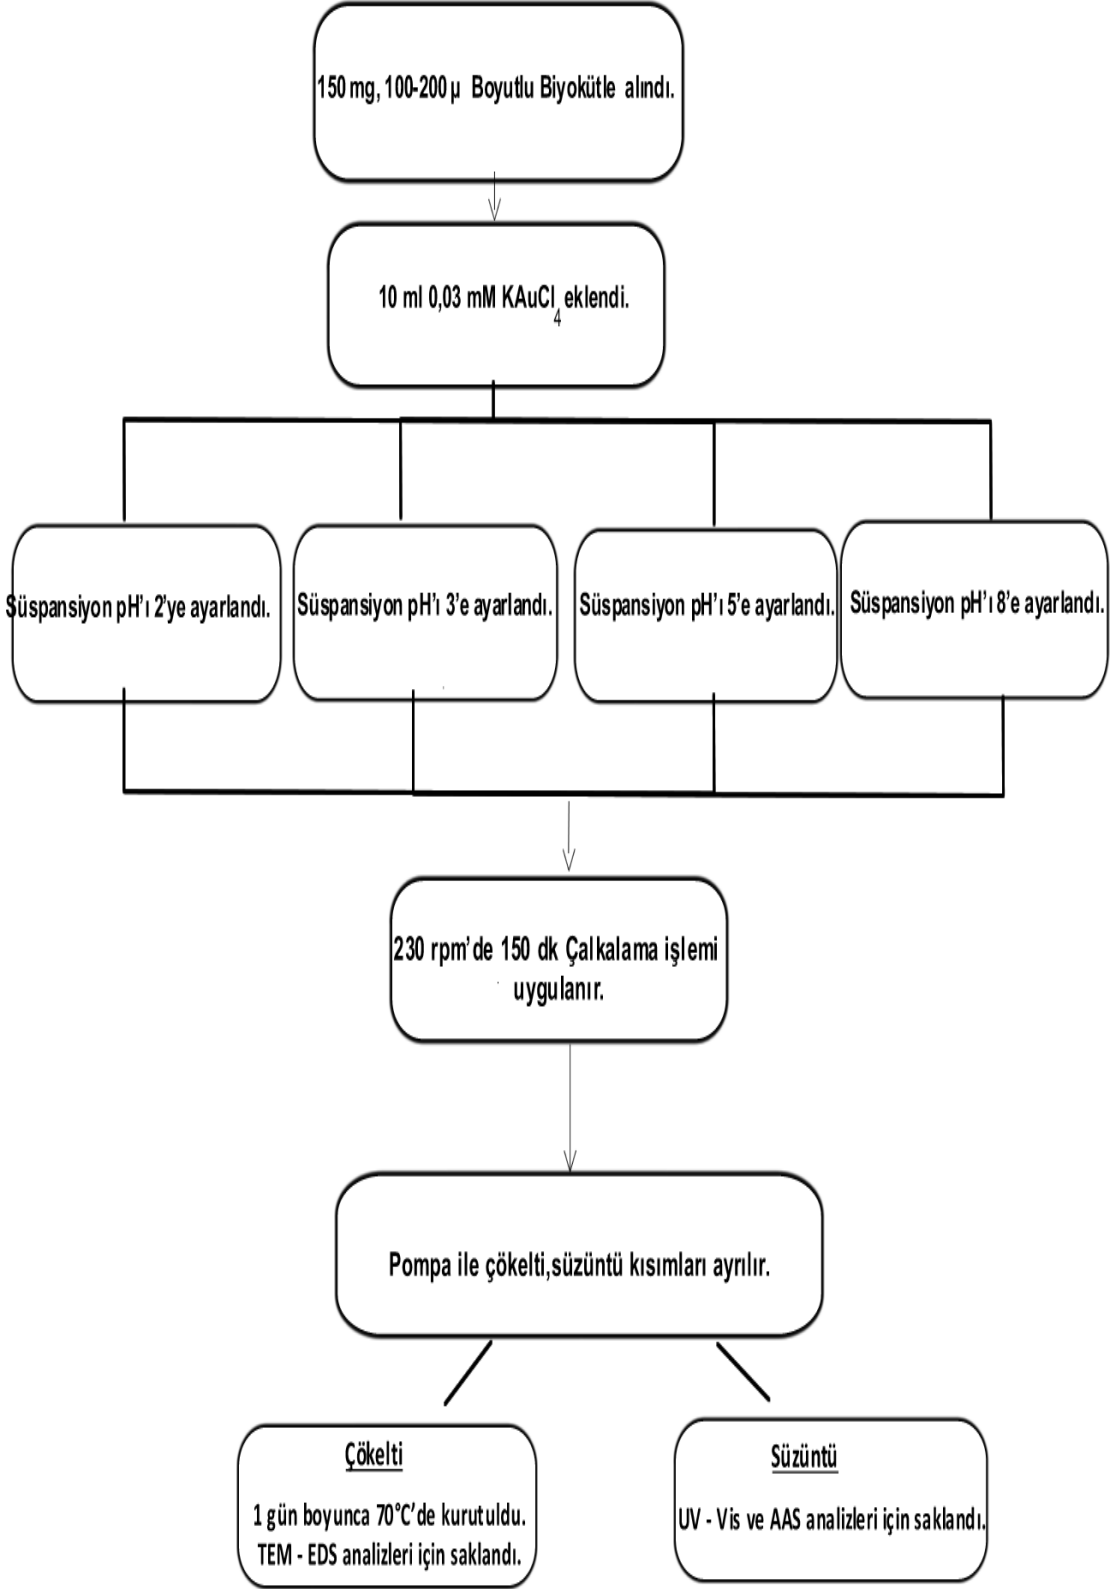 150 mg, 100-200 µ Boyutlu Biyokütle alındı.
10 ml 0,03 mM KAuCl4 eklendi.
Süspansiyon pH'ı 2'ye ayarlandı.
Süspansiyon pH'ı 3'e ayarlandı.
Süspansiyon pH'ı 5'e ayarlandı.
Süspansiyon pH'ı 8'e ayarlandı.
230 rpm'de 150 dk Çalkalama işlemi
uygulanır.
Pompa ile çökelti,süzüntü kısımları ayrılır.
Çökelti
1 gün boyunca 70°C'de kurutuldu.
TEM - EDS analizleri için saklandı.
Süzüntü
UV - Vis ve AAS analizleri için saklandı.